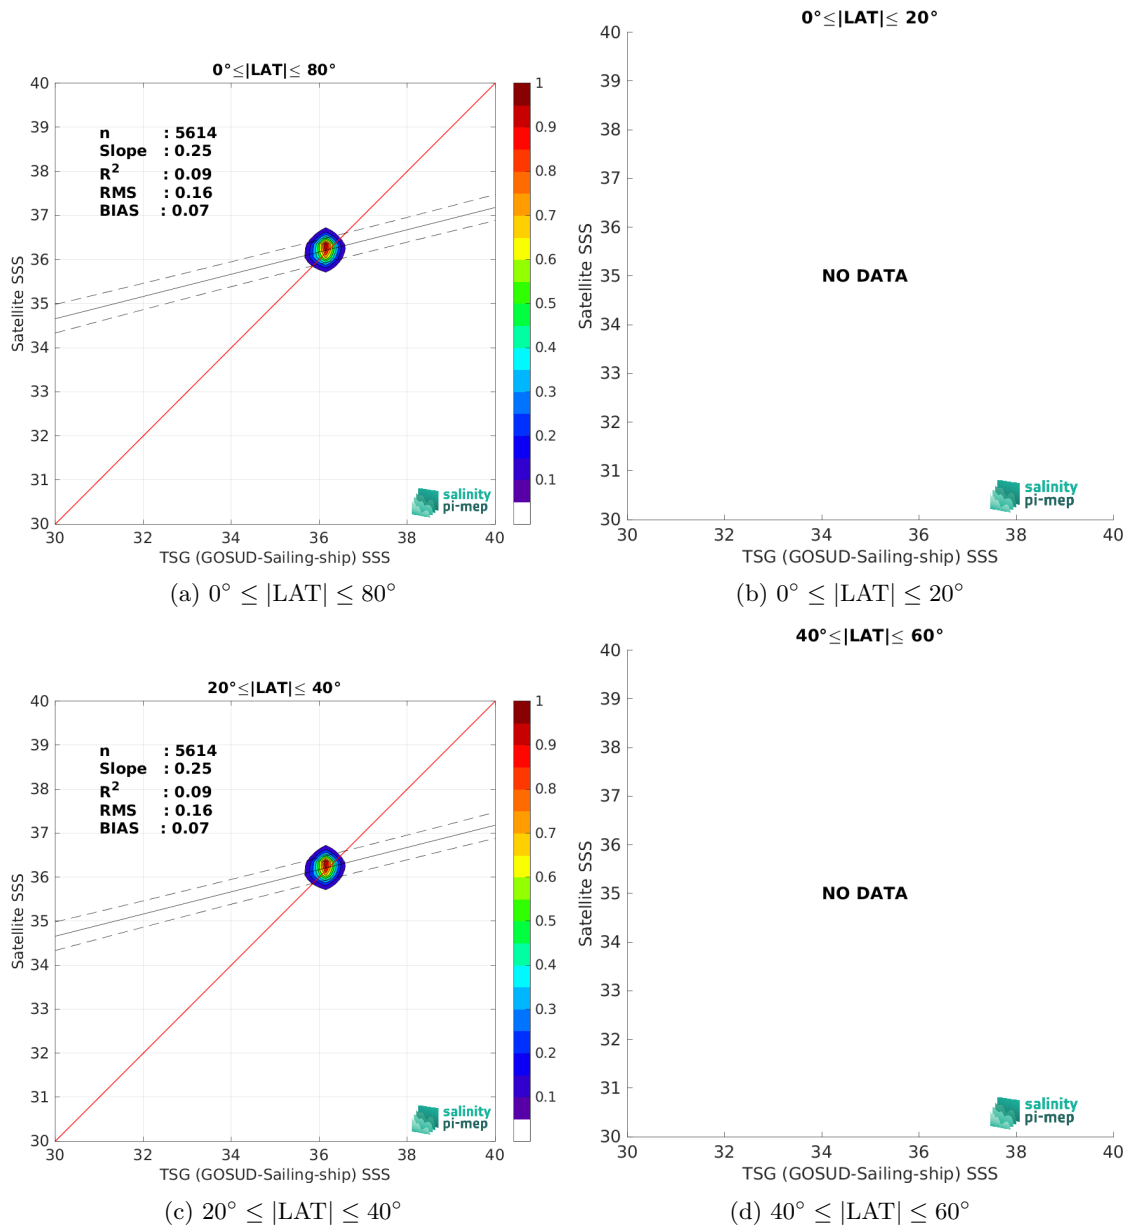 0°≤|LAT|≤ 80°
40
39
38
37
36
35
34
33
32
31
30
Satellite SSS
n : 5614
Slope : 0.25
R² : 0.09
RMS : 0.16
BIAS : 0.07
salinity
pi-mep
30 32 34 36 38 40
TSG (GOSUD-Sailing-ship) SSS
1
0.9
0.8
0.7
0.6
0.5
0.4
0.3
0.2
0.1
(a) 0° ≤ |LAT| ≤ 80°
0°≤|LAT|≤ 20°
40
39
38
37
36
35
34
33
32
31
30
Satellite SSS
NO DATA
salinity
pi-mep
30 32 34 36 38 40
TSG (GOSUD-Sailing-ship) SSS
(b) 0° ≤ |LAT| ≤ 20°
20°≤|LAT|≤ 40°
40
39
38
37
36
35
34
33
32
31
30
Satellite SSS
n : 5614
Slope : 0.25
R² : 0.09
RMS : 0.16
BIAS : 0.07
salinity
pi-mep
30 32 34 36 38 40
TSG (GOSUD-Sailing-ship) SSS
1
0.9
0.8
0.7
0.6
0.5
0.4
0.3
0.2
0.1
(c) 20° ≤ |LAT| ≤ 40°
40°≤|LAT|≤ 60°
40
39
38
37
36
35
34
33
32
31
30
Satellite SSS
NO DATA
salinity
pi-mep
30 32 34 36 38 40
TSG (GOSUD-Sailing-ship) SSS
(d) 40° ≤ |LAT| ≤ 60°